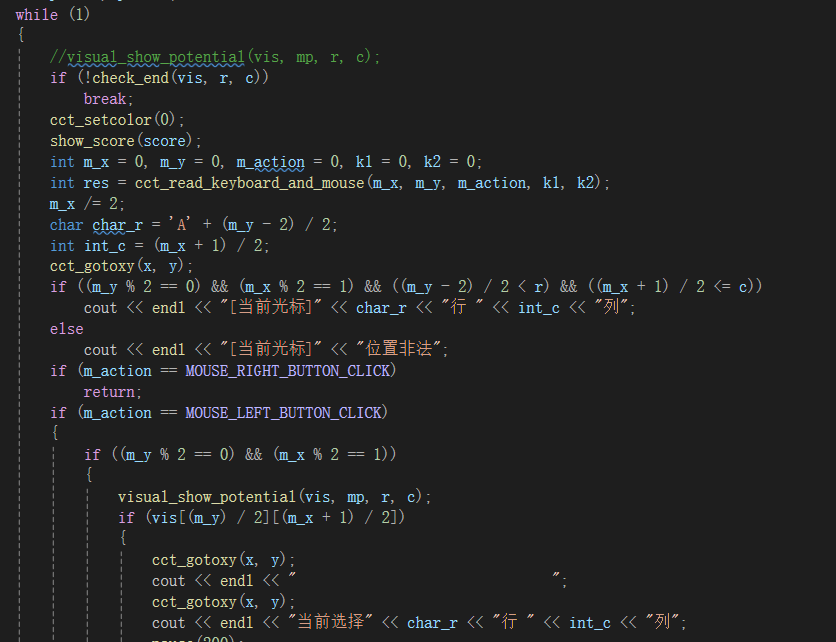 while (1)
{
//visual_show_potential(vis, mp, r, c);
if (!check_end(vis, r, c))
break;
cct_setcolor(0);
show_score(score);
int m_x = 0, m_y = 0, m_action = 0, k1 = 0, k2 = 0;
int res = cct_read_keyboard_and_mouse(m_x, m_y, m_action, k1, k2);
m_x /= 2;
char char_r = 'A' + (m_y - 2) / 2;
int int_c = (m_x + 1) / 2;
cct_gotoxy(x, y);
if ((m_y % 2 == 0) && (m_x % 2 == 1) && ((m_y - 2) / 2 < r) && ((m_x + 1) / 2 <= c))
cout << endl << "[当前光标]" << char_r << "行 " << int_c << "列";
else
cout << endl << "[当前光标]" << "位置非法";
if (m_action == MOUSE_RIGHT_BUTTON_CLICK)
return;
if (m_action == MOUSE_LEFT_BUTTON_CLICK)
{
if ((m_y % 2 == 0) && (m_x % 2 == 1))
{
visual_show_potential(vis, mp, r, c);
if (vis[(m_y) / 2][(m_x + 1) / 2])
{
cct_gotoxy(x, y);
cout << endl << "                              ";
cct_gotoxy(x, y);
cout << endl << "当前选择" << char_r << "行 " << int_c << "列";